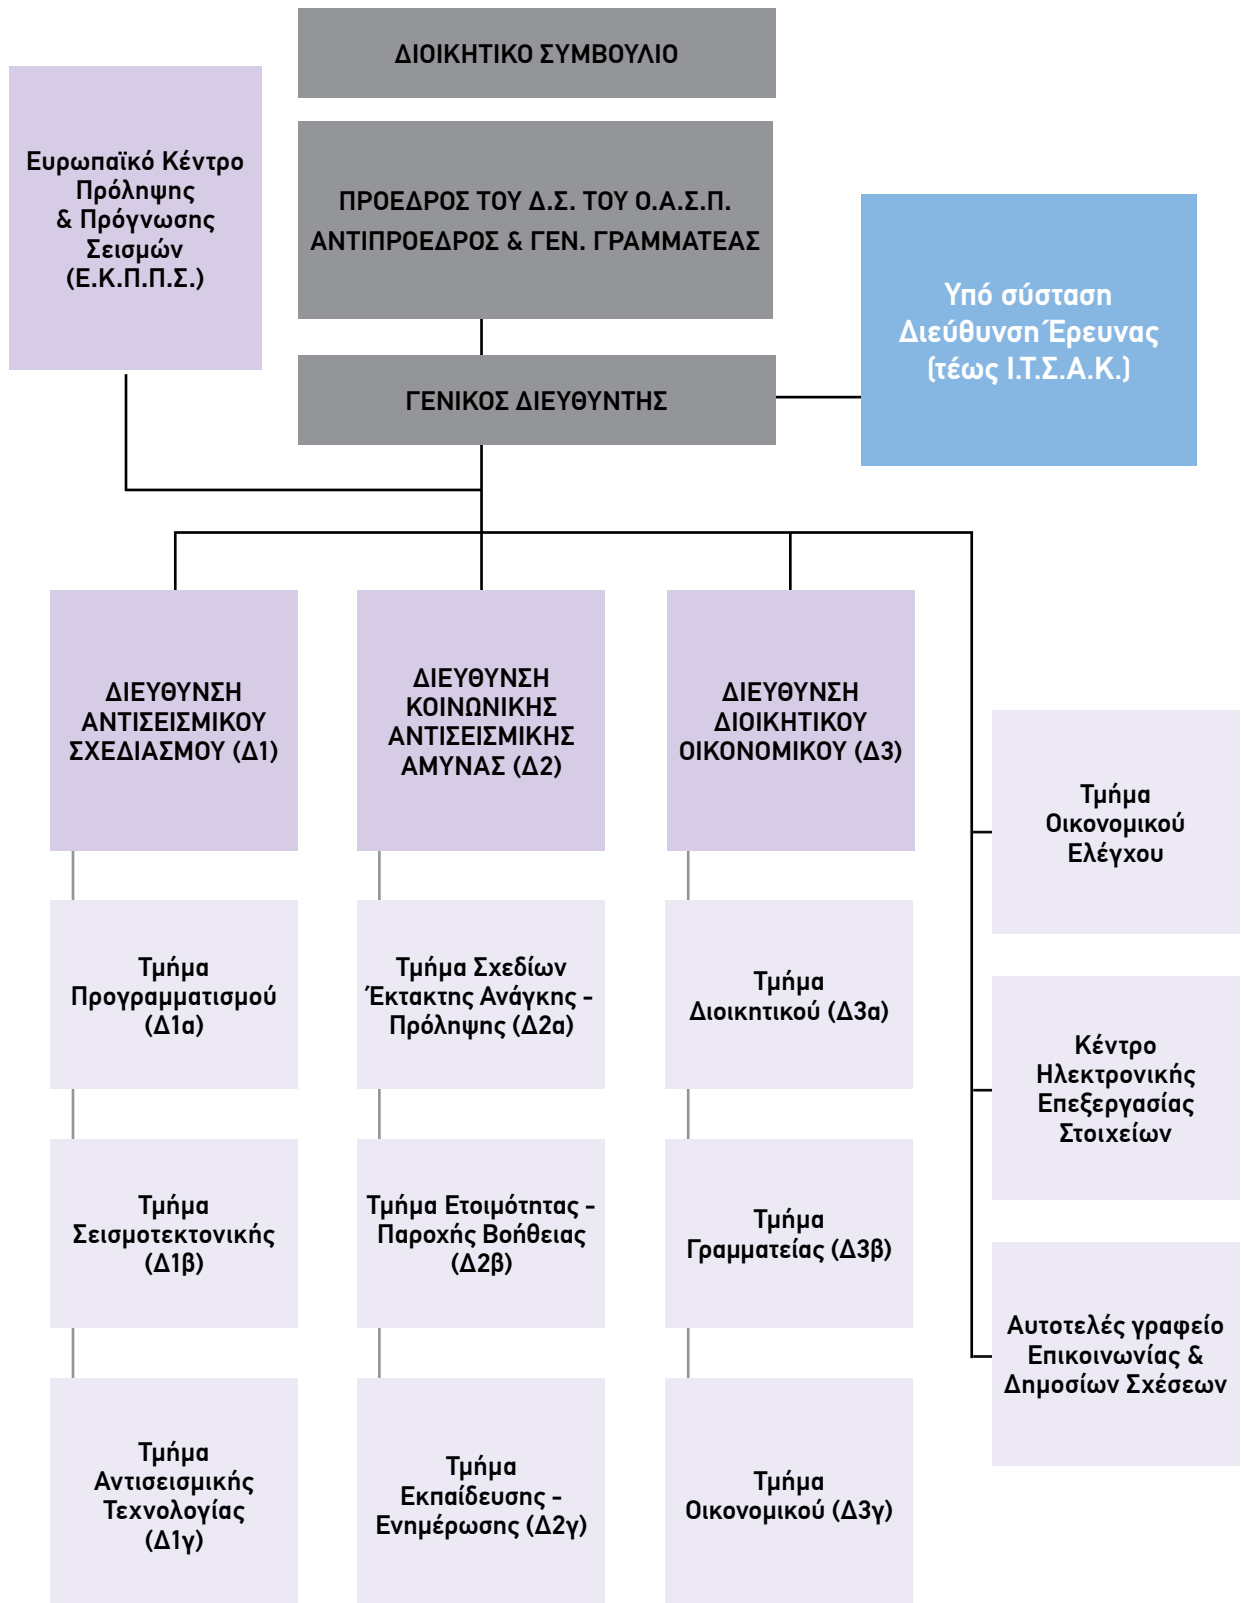 ΔΙΟΙΚΗΤΙΚΟ ΣΥΜΒΟΥΛΙΟ
Ευρωπαϊκό Κέντρο
Πρόληψης
& Πρόγνωσης
Σεισμών
(Ε.Κ.Π.Π.Σ.)
ΠΡΟΕΔΡΟΣ ΤΟΥ Δ.Σ. ΤΟΥ Ο.Α.Σ.Π.
ΑΝΤΙΠΡΟΕΔΡΟΣ & ΓΕΝ. ΓΡΑΜΜΑΤΕΑΣ
Υπό σύσταση
Διεύθυνση Έρευνας
(τέως Ι.Τ.Σ.Α.Κ.)
ΓΕΝΙΚΟΣ ΔΙΕΥΘΥΝΤΗΣ
ΔΙΕΥΘΥΝΣΗ
ΑΝΤΙΣΕΙΣΜΙΚΟΥ
ΣΧΕΔΙΑΣΜΟΥ (Δ1)
ΔΙΕΥΘΥΝΣΗ
ΚΟΙΝΩΝΙΚΗΣ
ΑΝΤΙΣΕΙΣΜΙΚΗΣ
ΑΜΥΝΑΣ (Δ2)
ΔΙΕΥΘΥΝΣΗ
ΔΙΟΙΚΗΤΙΚΟΥ
ΟΙΚΟΝΟΜΙΚΟΥ (Δ3)
Τμήμα
Οικονομικού
Ελέγχου
Τμήμα
Προγραμματισμού
(Δ1α)
Τμήμα Σχεδίων
Έκτακτης Ανάγκης -
Πρόληψης (Δ2α)
Τμήμα
Διοικητικού (Δ3α)
Κέντρο
Ηλεκτρονικής
Επεξεργασίας
Στοιχείων
Τμήμα
Σεισμοτεκτονικής
(Δ1β)
Τμήμα Ετοιμότητας -
Παροχής Βοήθειας
(Δ2β)
Τμήμα
Γραμματείας (Δ3β)
Αυτοτελές γραφείο
Επικοινωνίας &
Δημοσίων Σχέσεων
Τμήμα
Αντισεισμικής
Τεχνολογίας
(Δ1γ)
Τμήμα
Εκπαίδευσης -
Ενημέρωσης (Δ2γ)
Τμήμα
Οικονομικού (Δ3γ)